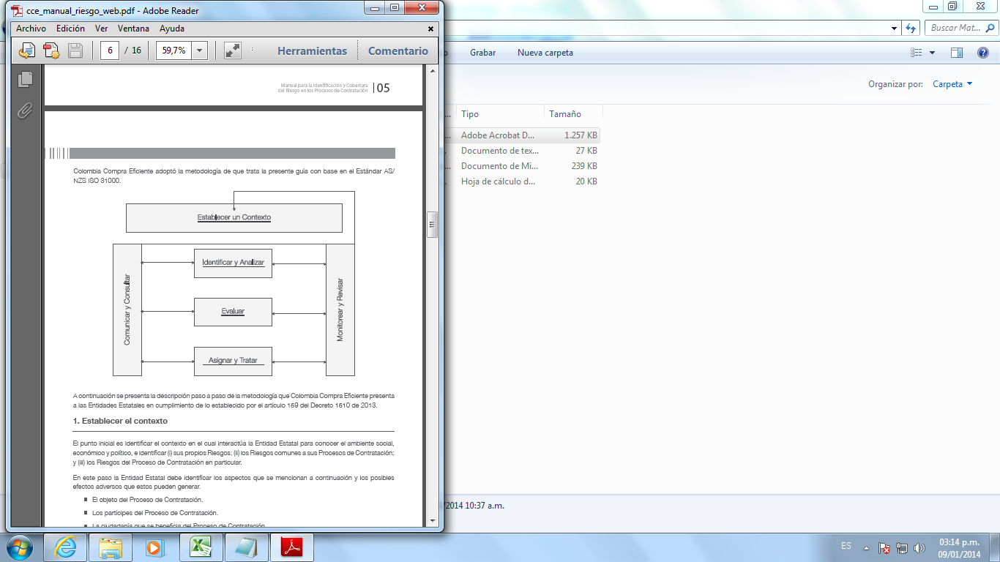 cce_manual_riesgo_web.pdf - Adobe Reader
Archivo Edición Ver Ventana Ayuda
6 / 16 59,7% Herramientas Comentario
Manual para la Identificación y Cobertura
del Riesgo en los Procesos de Contratación
05
Colombia Compra Eficiente adoptó la metodología de que trata la presente guía con base en el Estándar AS/
NZS ISO 31000.
Establecer un Contexto
Comunicar y Consultar
Identificar y Analizar
Evaluar
Asignar y Tratar
Monitorear y Revisar
A continuación se presenta la descripción paso a paso de la metodología que Colombia Compra Eficiente presenta
a las Entidades Estatales en cumplimiento de lo establecido por el artículo 159 del Decreto 1510 de 2013.
1. Establecer el contexto
El punto inicial es identificar el contexto en el cual interactúa la Entidad Estatal para conocer el ambiente social,
económico y político, e identificar (i) sus propios Riesgos; (ii) los Riesgos comunes a sus Procesos de Contratación;
y (iii) los Riesgos del Proceso de Contratación en particular.
En este paso la Entidad Estatal debe identificar los aspectos que se mencionan a continuación y los posibles
efectos adversos que estos pueden generar.
El objeto del Proceso de Contratación.
Los partícipes del Proceso de Contratación.
La ciudadanía que se beneficia del Proceso de Contratación
Buscar Mat...
Grabar Nueva carpeta
Organizar por: Carpeta
... Tipo Tamaño
... Adobe Acrobat D... 1.257 KB
Documento de tex... 27 KB
... Documento de Mi... 239 KB
Hoja de cálculo d... 20 KB
/2014 10:37 a.m.
ES
03:14 p.m.
09/01/2014